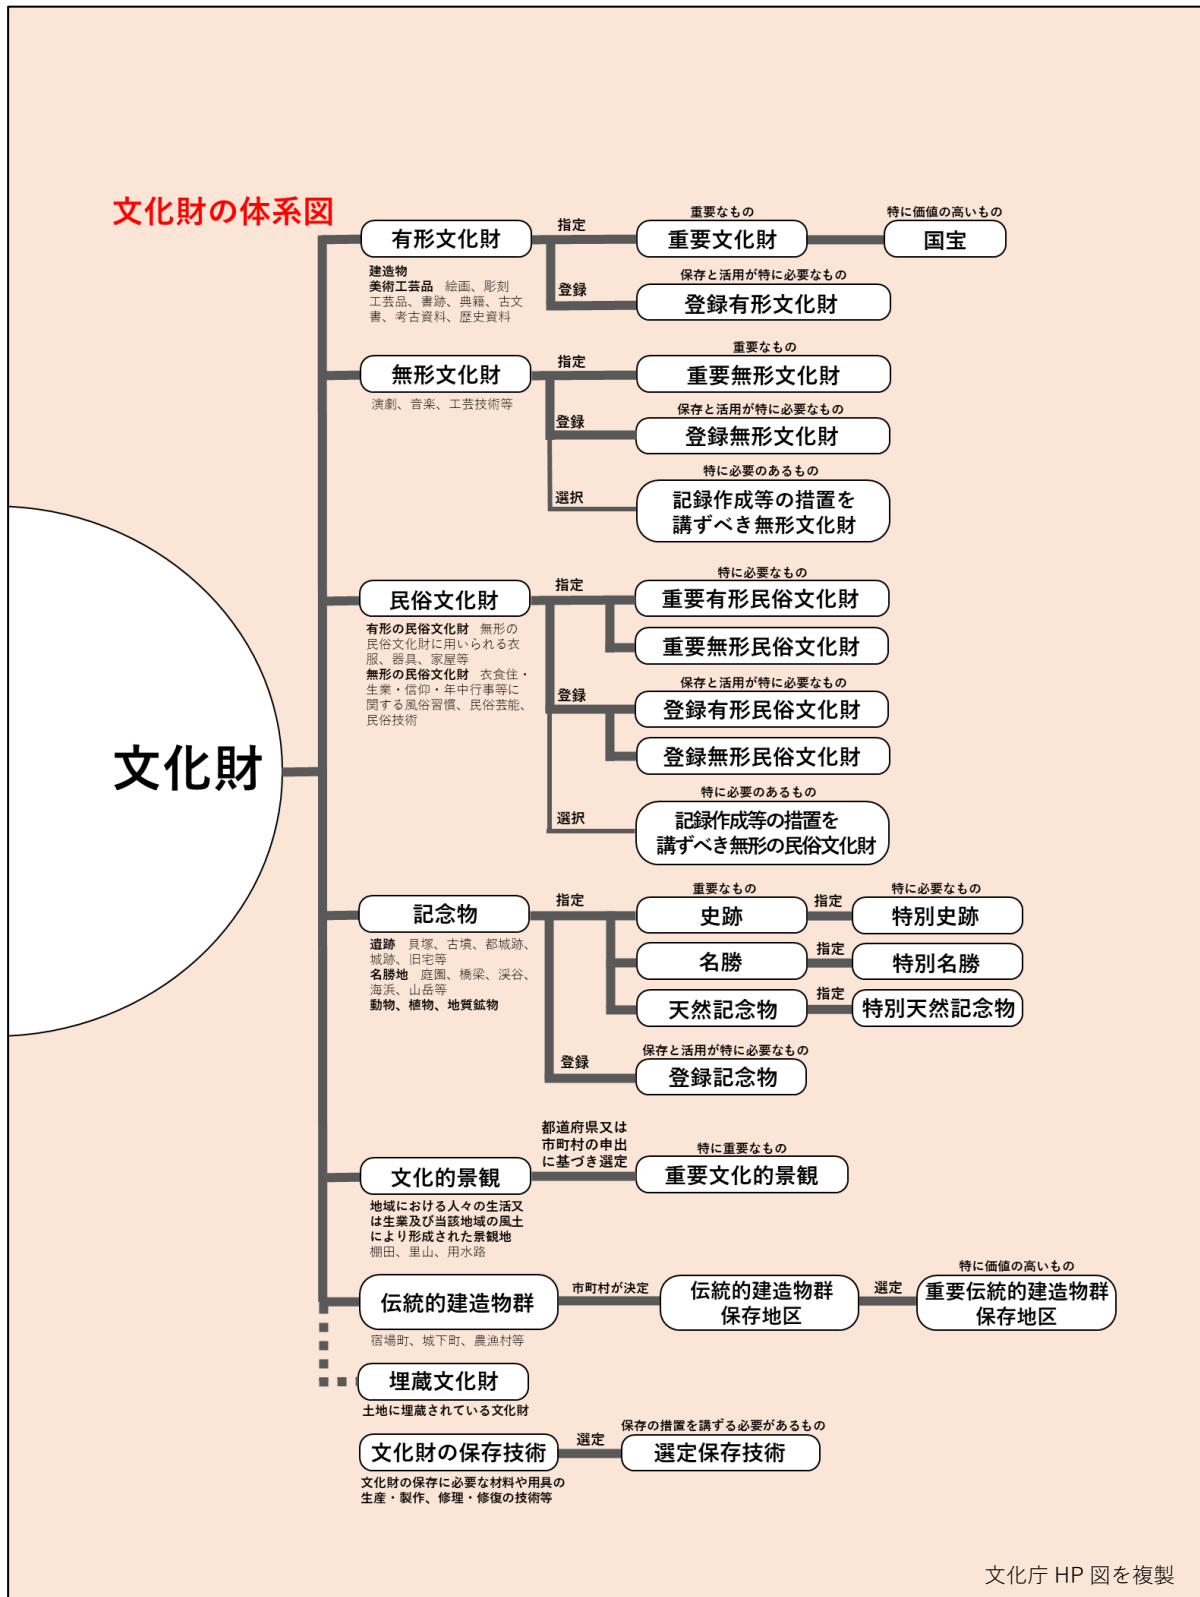 文化財の体系図
文化財
有形文化財
建造物
美術工芸品　絵画、彫刻
工芸品、書跡、典籍、古文
書、考古資料、歴史資料
指定
重要なもの
重要文化財
特に価値の高いもの
国宝
登録
保存と活用が特に必要なもの
登録有形文化財
無形文化財
演劇、音楽、工芸技術等
指定
重要なもの
重要無形文化財
登録
保存と活用が特に必要なもの
登録無形文化財
選択
特に必要のあるもの
記録作成等の措置を
講ずべき無形文化財
民俗文化財
有形の民俗文化財　無形の
民俗文化財に用いられる衣
服、器具、家屋等
無形の民俗文化財　衣食住・
生業・信仰・年中行事等に
関する風俗習慣、民俗芸能、
民俗技術
指定
特に必要なもの
重要有形民俗文化財
重要無形民俗文化財
登録
保存と活用が特に必要なもの
登録有形民俗文化財
登録無形民俗文化財
選択
特に必要のあるもの
記録作成等の措置を
講ずべき無形の民俗文化財
記念物
遺跡　貝塚、古墳、都城跡、
城跡、旧宅等
名勝地　庭園、橋梁、渓谷、
海浜、山岳等
動物、植物、地質鉱物
指定
重要なもの
史跡
指定
特に必要なもの
特別史跡
名勝
指定
特別名勝
天然記念物
指定
特別天然記念物
登録
保存と活用が特に必要なもの
登録記念物
文化的景観
地域における人々の生活又
は生業及び当該地域の風土
により形成された景観地
棚田、里山、用水路
都道府県又は
市町村の申出
に基づき選定
特に重要なもの
重要文化的景観
伝統的建造物群
宿場町、城下町、農漁村等
市町村が決定
伝統的建造物群
保存地区
選定
特に価値の高いもの
重要伝統的建造物群
保存地区
埋蔵文化財
土地に埋蔵されている文化財
文化財の保存技術
文化財の保存に必要な材料や用具の
生産・製作、修理・修復の技術等
選定
保存の措置を講ずる必要があるもの
選定保存技術
文化庁 HP 図を複製